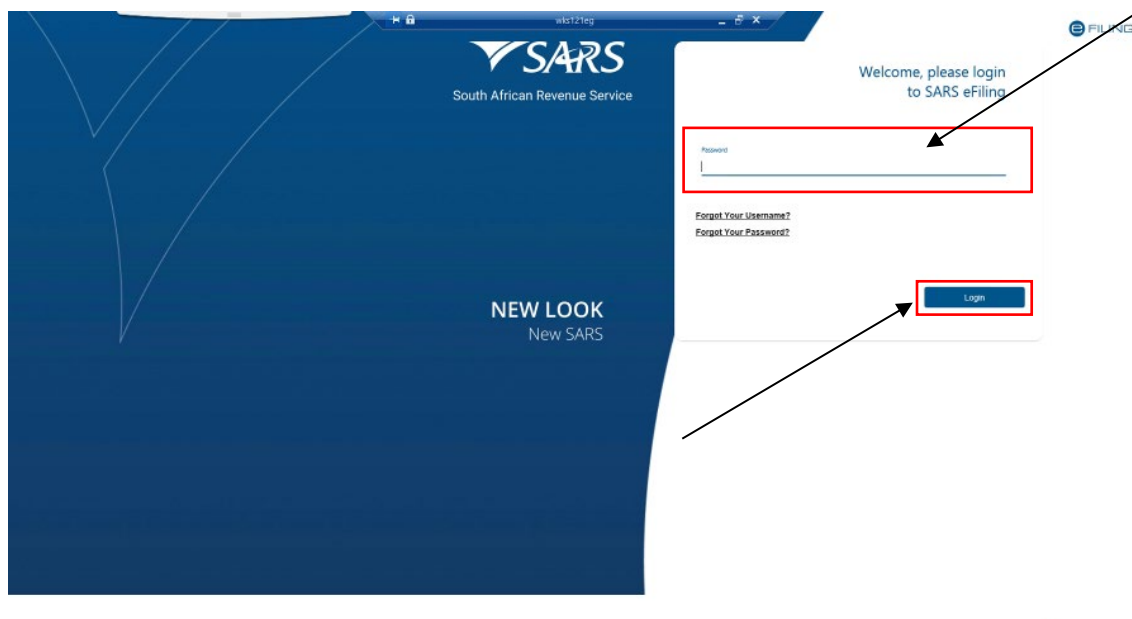 wks121eg
SARS
South African Revenue Service
e FILING
Welcome, please login
to SARS eFiling
Password
Forgot Your Username?
Forgot Your Password?
Login
NEW LOOK
New SARS